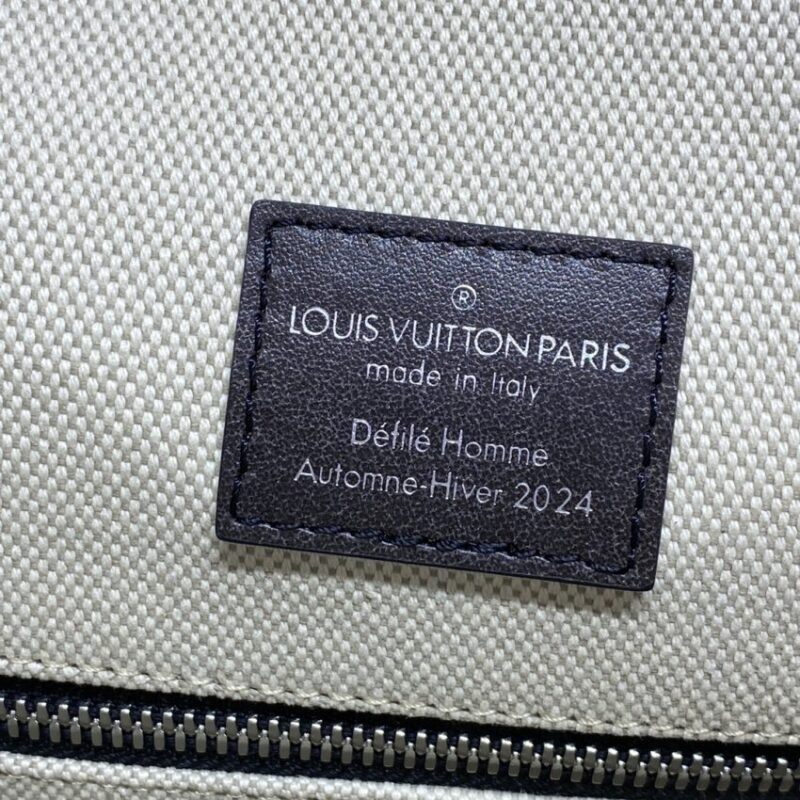 ®
LOUIS VUITTON PARIS
made in Italy
Défilé Homme
Automne-Hiver 2024